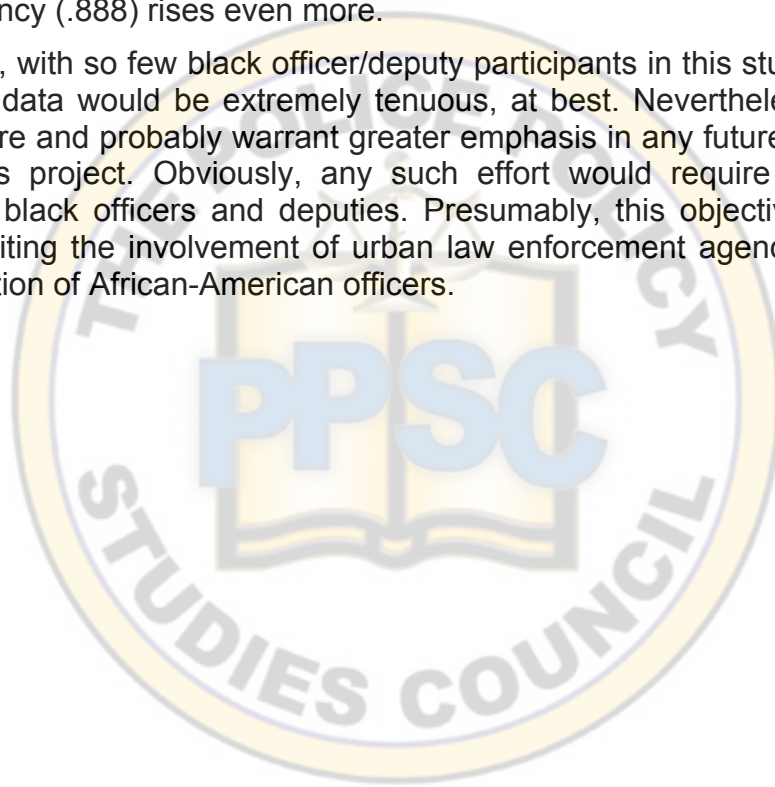 ncy (.888) rises even more.
, with so few black officer/deputy participants in this stu
data would be extremely tenuous, at best. Neverthele
re and probably warrant greater emphasis in any future
s project. Obviously, any such effort would require
black officers and deputies. Presumably, this objectiv
iting the involvement of urban law enforcement agenc
tion of African-American officers.
THE POLICE POLICY
PPSC
STUDIES COUNCIL